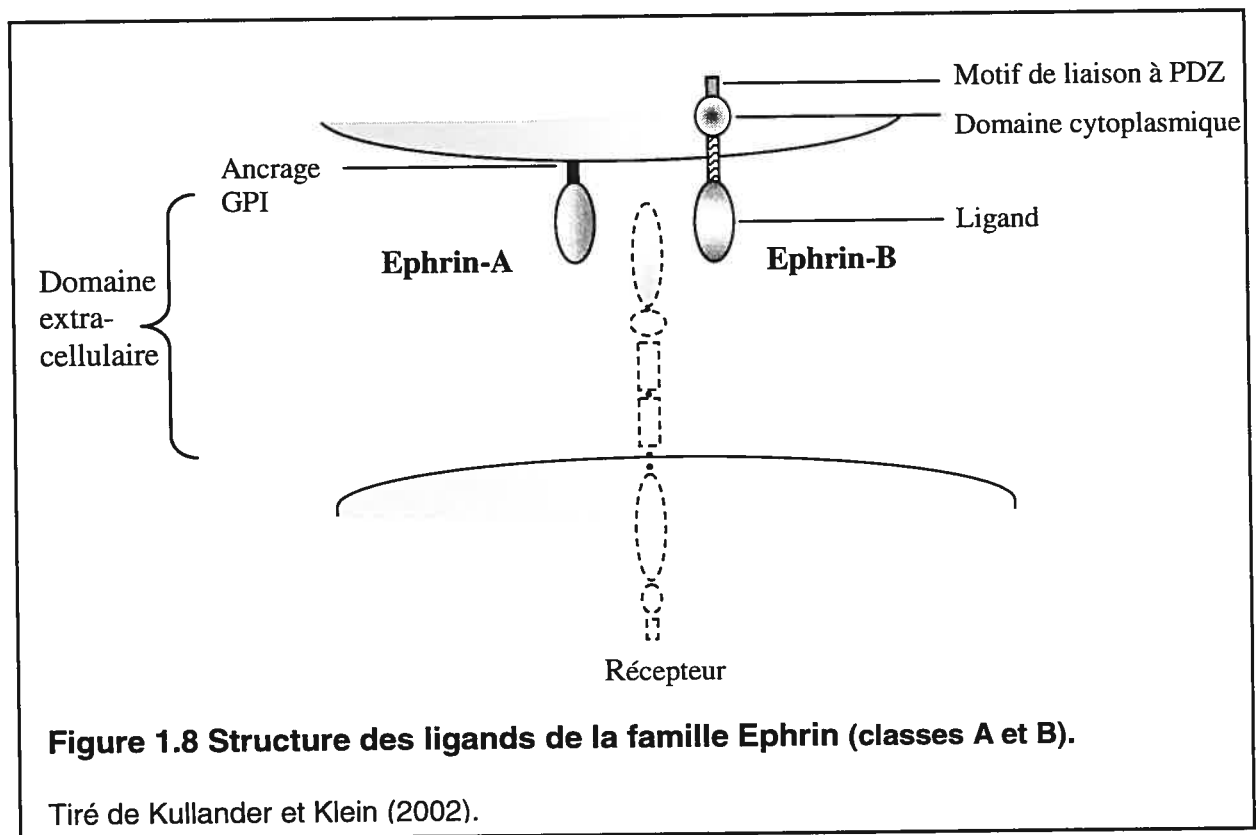 Motif de liaison à PDZ
Domaine cytoplasmique
Ancrage
GPI
Ligand
Ephrin-A
Ephrin-B
Domaine
extra-
cellulaire
Récepteur
Figure 1.8 Structure des ligands de la famille Ephrin (classes A et B).
Tiré de Kullander et Klein (2002).